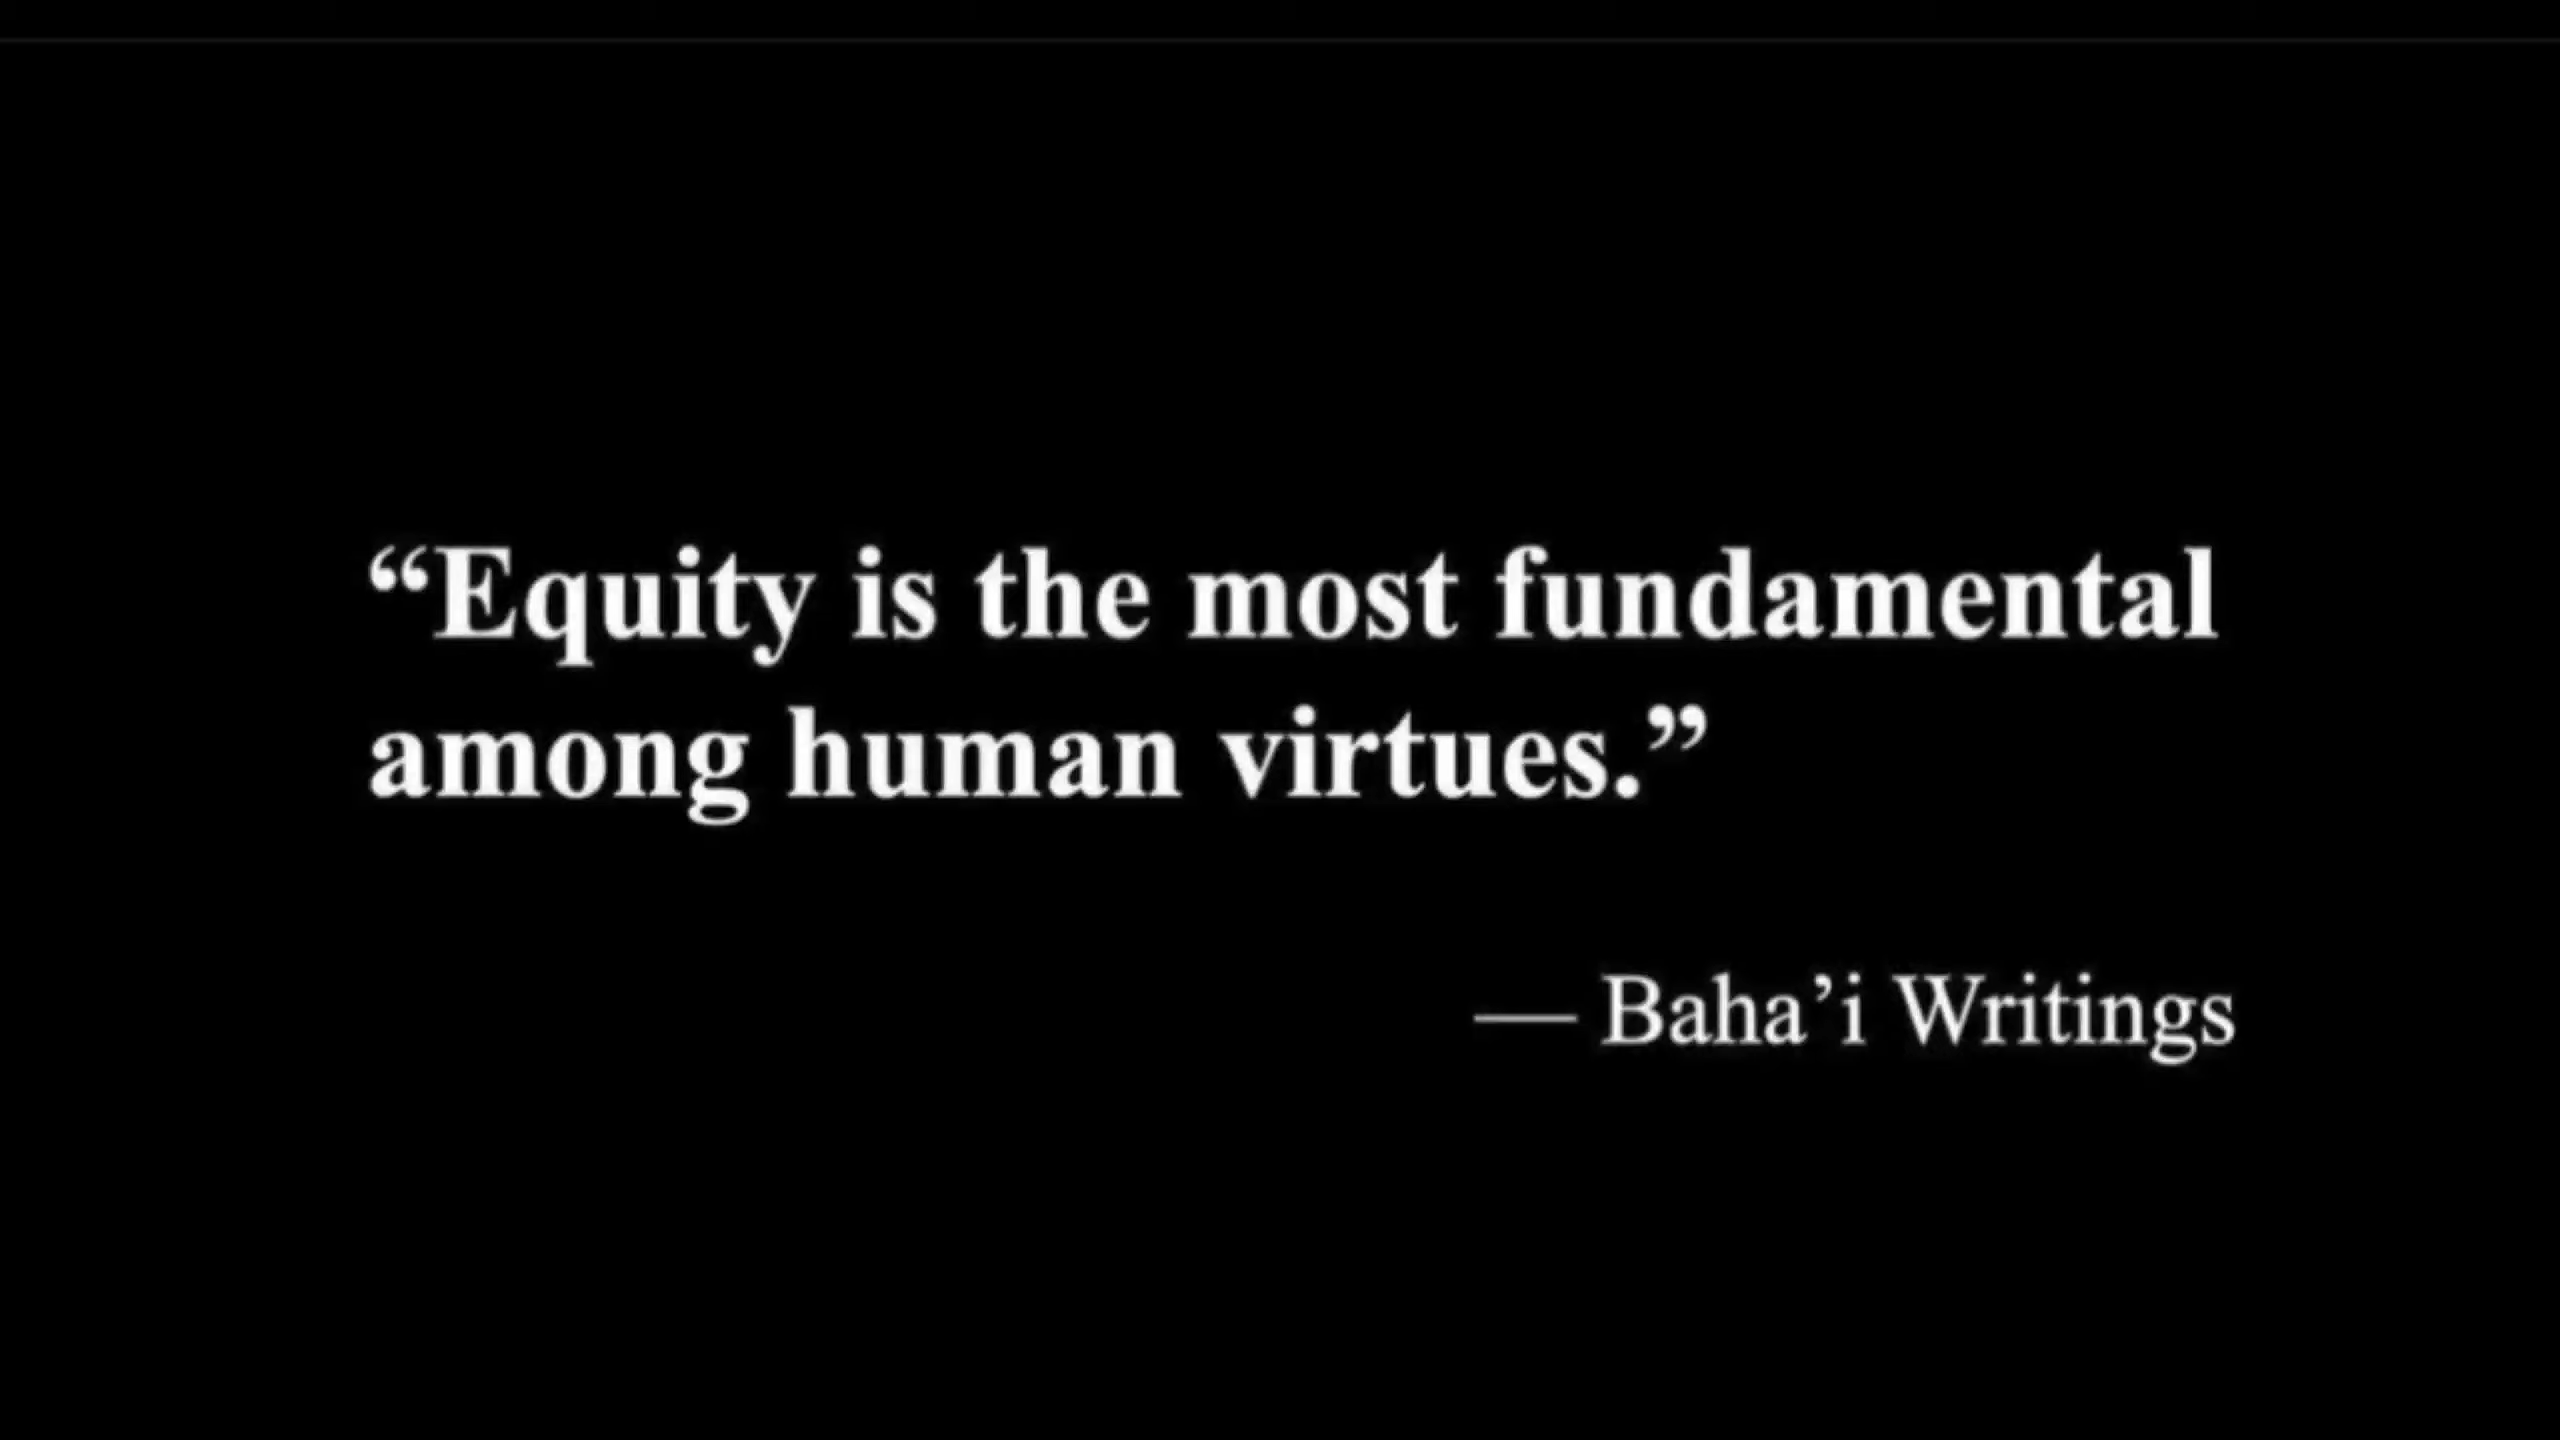 “Equity is the most fundamental
among human virtues.”
— Baha’i Writings